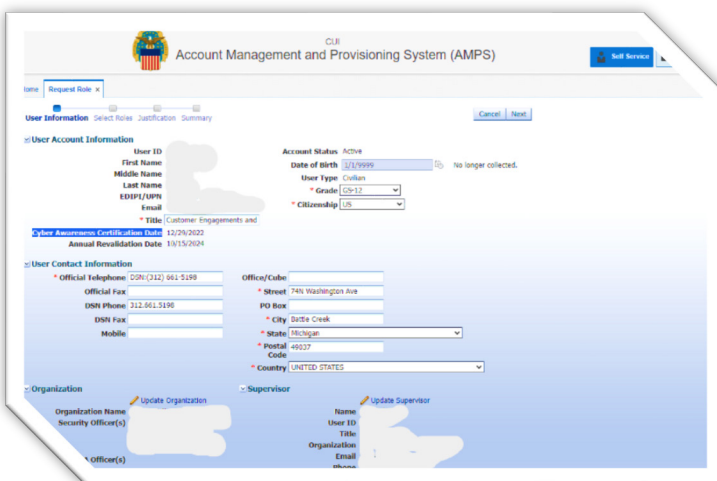 CUI
Account Management and Provisioning System (AMPS)
Self Service
Home Request Role x
User Information Select Roles Justification Summary
Cancel Next
User Account Information
User ID
First Name
Middle Name
Last Name
EDIPI/UPN
Email
* Title Customer Engagements and
Cyber Awareness Certification Date 12/29/2022
Annual Revalidation Date 10/15/2024
Account Status Active
Date of Birth 1/1/9999 No longer collected.
User Type Civilian
* Grade GS-12
* Citizenship US
User Contact Information
* Official Telephone DSN:(312) 661-5198
Official Fax
DSN Phone 312.661.5198
DSN Fax
Mobile
Office/Cube
* Street 74N Washington Ave
PO Box
* City Battle Creek
* State Michigan
* Postal Code 49037
* Country UNITED STATES
Organization
Update Organization
Organization Name
Security Officer(s)
Officer(s)
Supervisor
Update Supervisor
Name
User ID
Title
Organization
Email
Phone